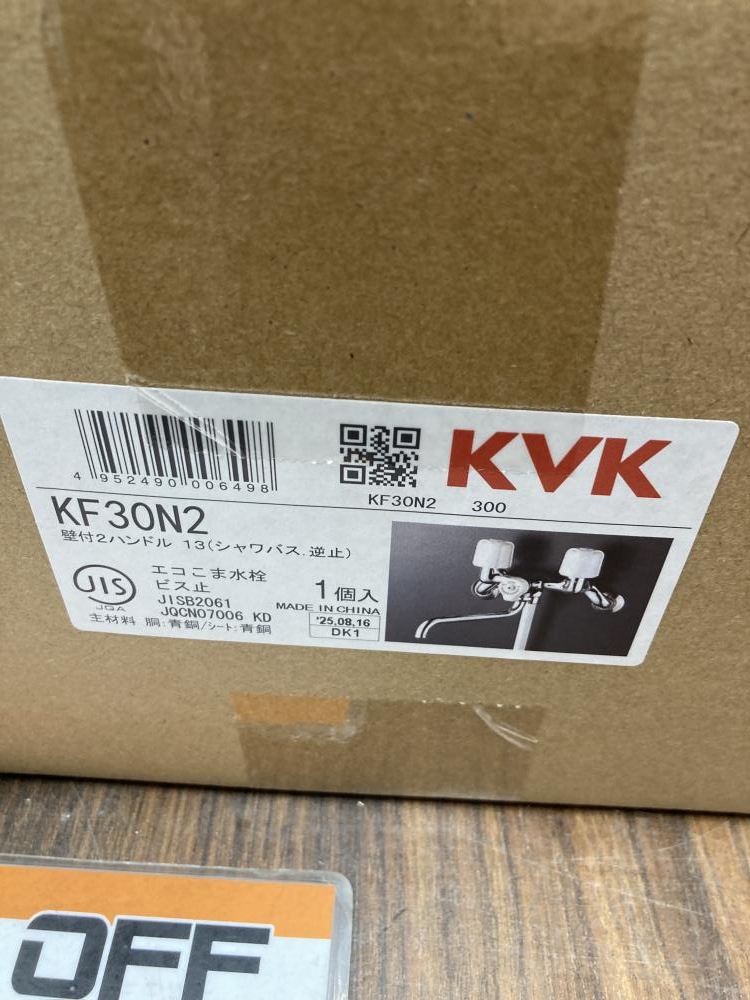 4 952490 006498
KVK
KF30N2 300
KF30N2
壁付2ハンドル 13(シャワバス.逆止)
JIS
JQA
エコこま水栓
ビス止
JISB2061
JQCN07006 KD
1個入
MADE IN CHINA
'25.08.16
DK1
主材料 胴:青銅/シート:青銅
OFF